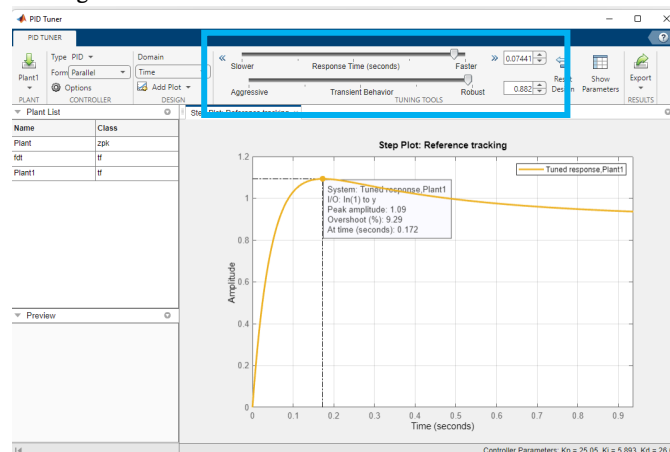 PID Tuner
PID TUNER
Plant1
PLANT
Type PID
Form Parallel
Options
CONTROLLER
Domain
Time
Add Plot
DESIGN
Slower
Response Time (seconds)
Faster
0.07441
Aggressive
Transient Behavior
Robust
0.882
TUNING TOOLS
Reset
Design
Show
Parameters
Export
RESULTS
Plant List
Name Class
Plant zpk
fdt tf
Plant1 tf
Preview
Step Plot: Reference tracking
Step Plot: Reference tracking
Tuned response,Plant1
System: Tuned response,Plant1
I/O: In(1) to y
Peak amplitude: 1.09
Overshoot (%): 9.29
At time (seconds): 0.172
Amplitude
1.2
1
0.8
0.6
0.4
0.2
0
0 0.1 0.2 0.3 0.4 0.5 0.6 0.7 0.8 0.9
Time (seconds)
Controller Parameters: Kp = 25.05, Ki = 5.893, Kd = 26.